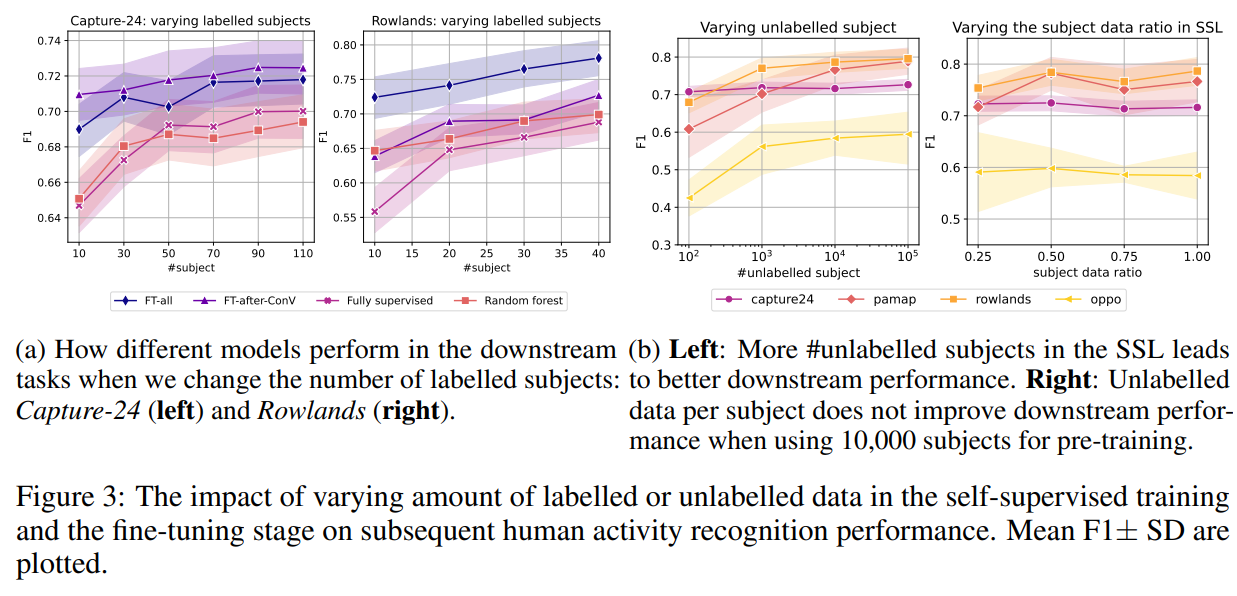 Capture-24: varying labelled subjects
0.74
0.72
0.70
0.68
0.66
0.64
F1
10 30 50 70 90 110
#subject
Rowlands: varying labelled subjects
0.80
0.75
0.70
0.65
0.60
0.55
F1
10 15 20 25 30 35 40
#subject
FT-all FT-after-ConV Fully supervised Random forest
Varying unlabelled subject
0.8
0.7
0.6
0.5
0.4
0.3
F1
10² 10³ 10⁴ 10⁵
#unlabelled subject
Varying the subject data ratio in SSL
0.8
0.7
0.6
0.5
F1
0.25 0.50 0.75 1.00
subject data ratio
capture24 pamap rowlands oppo
(a) How different models perform in the downstream
tasks when we change the number of labelled subjects:
Capture-24 (left) and Rowlands (right).
(b) Left: More #unlabelled subjects in the SSL leads
to better downstream performance. Right: Unlabelled
data per subject does not improve downstream perfor-
mance when using 10,000 subjects for pre-training.
Figure 3: The impact of varying amount of labelled or unlabelled data in the self-supervised training
and the fine-tuning stage on subsequent human activity recognition performance. Mean F1± SD are
plotted.